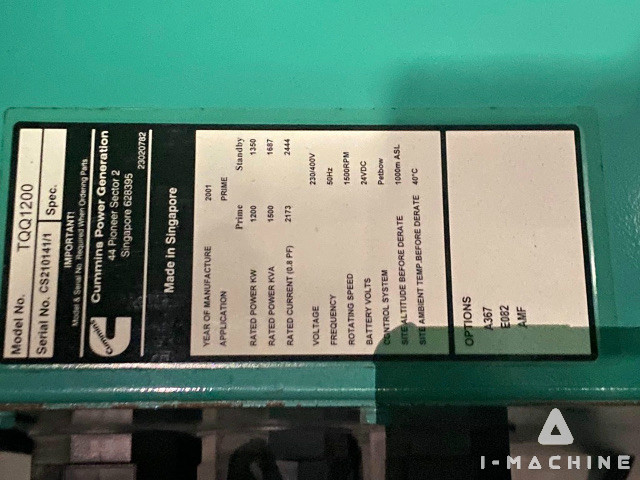 Model No. TQQ1200
Serial No. CS210141/1 Spec.
IMPORTANT!
Model & Serial No. Required When Ordering Parts
Cummins Power Generation
44 Pioneer Sector 2
Singapore 628395
23020782
Made in Singapore
YEAR OF MANUFACTURE 2001
APPLICATION PRIME
Prime Standby
RATED POWER KW 1200 1350
RATED POWER KVA 1500 1687
RATED CURRENT (0.8 PF) 2173 2444
VOLTAGE 230/400V
FREQUENCY 50Hz
ROTATING SPEED 1500RPM
BATTERY VOLTS 24VDC
CONTROL SYSTEM Petbow
SITE ALTITUDE BEFORE DERATE 1000m ASL
SITE AMBIENT TEMP.BEFORE DERATE 40°C
OPTIONS
A367
E082
AMF
I-MACHINE